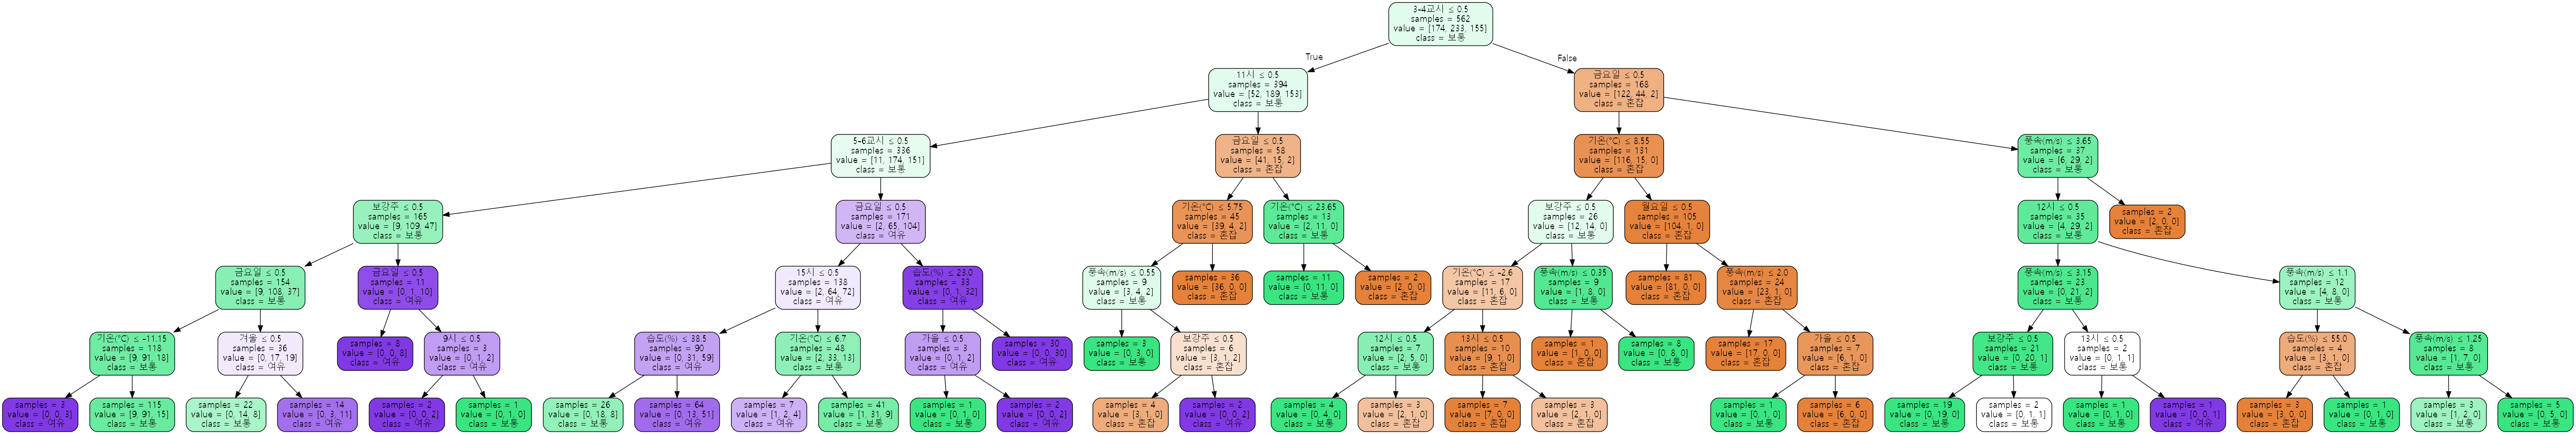 3-4교시 ≤ 0.5
samples = 562
value = [174, 233, 155]
class = 보통
True
False
11시 ≤ 0.5
samples = 394
value = [52, 189, 153]
class = 보통
금요일 ≤ 0.5
samples = 168
value = [122, 44, 2]
class = 혼잡
5-6교시 ≤ 0.5
samples = 336
value = [11, 174, 151]
class = 보통
금요일 ≤ 0.5
samples = 58
value = [41, 15, 2]
class = 혼잡
기온(°C) ≤ 8.55
samples = 131
value = [116, 15, 0]
class = 혼잡
풍속(m/s) ≤ 3.65
samples = 37
value = [6, 29, 2]
class = 보통
보강주 ≤ 0.5
samples = 165
value = [9, 109, 47]
class = 보통
금요일 ≤ 0.5
samples = 171
value = [2, 65, 104]
class = 여유
기온(°C) ≤ 5.75
samples = 45
value = [39, 4, 2]
class = 혼잡
기온(°C) ≤ 23.65
samples = 13
value = [2, 11, 0]
class = 보통
보강주 ≤ 0.5
samples = 26
value = [12, 14, 0]
class = 보통
월요일 ≤ 0.5
samples = 105
value = [104, 1, 0]
class = 혼잡
12시 ≤ 0.5
samples = 35
value = [4, 29, 2]
class = 보통
samples = 2
value = [2, 0, 0]
class = 혼잡
금요일 ≤ 0.5
samples = 154
value = [9, 108, 37]
class = 보통
금요일 ≤ 0.5
samples = 11
value = [0, 1, 10]
class = 여유
15시 ≤ 0.5
samples = 138
value = [2, 64, 72]
class = 여유
습도(%) ≤ 23.0
samples = 33
value = [0, 1, 32]
class = 여유
풍속(m/s) ≤ 0.55
samples = 9
value = [3, 4, 2]
class = 보통
samples = 36
value = [36, 0, 0]
class = 혼잡
samples = 11
value = [0, 11, 0]
class = 보통
samples = 2
value = [2, 0, 0]
class = 혼잡
기온(°C) ≤ -2.6
samples = 17
value = [11, 6, 0]
class = 혼잡
풍속(m/s) ≤ 0.35
samples = 9
value = [1, 8, 0]
class = 보통
samples = 81
value = [81, 0, 0]
class = 혼잡
풍속(m/s) ≤ 2.0
samples = 24
value = [23, 1, 0]
class = 혼잡
풍속(m/s) ≤ 3.15
samples = 23
value = [0, 21, 2]
class = 보통
풍속(m/s) ≤ 1.1
samples = 12
value = [4, 8, 0]
class = 보통
기온(°C) ≤ -11.15
samples = 118
value = [9, 91, 18]
class = 보통
겨울 ≤ 0.5
samples = 36
value = [0, 17, 19]
class = 여유
samples = 8
value = [0, 0, 8]
class = 여유
9시 ≤ 0.5
samples = 3
value = [0, 1, 2]
class = 여유
습도(%) ≤ 38.5
samples = 90
value = [0, 31, 59]
class = 여유
기온(°C) ≤ 6.7
samples = 48
value = [2, 33, 13]
class = 보통
가을 ≤ 0.5
samples = 3
value = [0, 1, 2]
class = 여유
samples = 30
value = [0, 0, 30]
class = 여유
samples = 3
value = [0, 3, 0]
class = 보통
보강주 ≤ 0.5
samples = 6
value = [3, 1, 2]
class = 혼잡
12시 ≤ 0.5
samples = 7
value = [2, 5, 0]
class = 보통
13시 ≤ 0.5
samples = 10
value = [9, 1, 0]
class = 혼잡
samples = 1
value = [1, 0, 0]
class = 혼잡
samples = 8
value = [0, 8, 0]
class = 보통
samples = 17
value = [17, 0, 0]
class = 혼잡
가을 ≤ 0.5
samples = 7
value = [6, 1, 0]
class = 혼잡
보강주 ≤ 0.5
samples = 21
value = [0, 20, 1]
class = 보통
13시 ≤ 0.5
samples = 2
value = [0, 1, 1]
class = 보통
습도(%) ≤ 55.0
samples = 4
value = [3, 1, 0]
class = 혼잡
풍속(m/s) ≤ 1.25
samples = 8
value = [1, 7, 0]
class = 보통
samples = 3
value = [0, 0, 3]
class = 여유
samples = 115
value = [9, 91, 15]
class = 보통
samples = 22
value = [0, 14, 8]
class = 보통
samples = 14
value = [0, 3, 11]
class = 여유
samples = 2
value = [0, 0, 2]
class = 여유
samples = 1
value = [0, 1, 0]
class = 보통
samples = 26
value = [0, 18, 8]
class = 보통
samples = 64
value = [0, 13, 51]
class = 여유
samples = 7
value = [1, 2, 4]
class = 여유
samples = 41
value = [1, 31, 9]
class = 보통
samples = 1
value = [0, 1, 0]
class = 보통
samples = 2
value = [0, 0, 2]
class = 여유
samples = 4
value = [3, 1, 0]
class = 혼잡
samples = 2
value = [0, 0, 2]
class = 여유
samples = 4
value = [0, 4, 0]
class = 보통
samples = 3
value = [2, 1, 0]
class = 혼잡
samples = 7
value = [7, 0, 0]
class = 혼잡
samples = 3
value = [2, 1, 0]
class = 혼잡
samples = 1
value = [0, 1, 0]
class = 보통
samples = 6
value = [6, 0, 0]
class = 혼잡
samples = 19
value = [0, 19, 0]
class = 보통
samples = 2
value = [0, 1, 1]
class = 보통
samples = 1
value = [0, 1, 0]
class = 보통
samples = 1
value = [0, 0, 1]
class = 여유
samples = 3
value = [3, 0, 0]
class = 혼잡
samples = 1
value = [0, 1, 0]
class = 보통
samples = 3
value = [1, 2, 0]
class = 보통
samples = 5
value = [0, 5, 0]
class = 보통